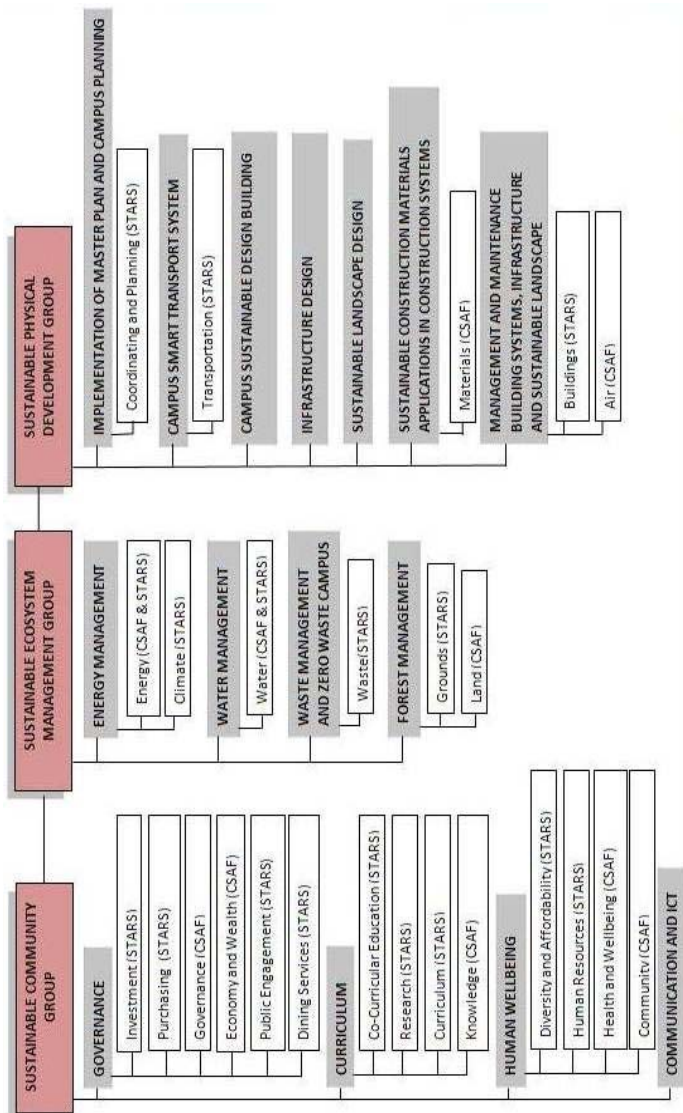 SUSTAINABLE COMMUNITY
GROUP
GOVERNANCE
Investment (STARS)
Purchasing (STARS)
Governance (CSAF)
Economy and Wealth (CSAF)
Public Engagement (STARS)
Dining Services (STARS)
CURRICULUM
Co-Curricular Education (STARS)
Research (STARS)
Curriculum (STARS)
Knowledge (CSAF)
HUMAN WELLBEING
Diversity and Affordability (STARS)
Human Resources (STARS)
Health and Wellbeing (CSAF)
Community (CSAF)
COMMUNICATION AND ICT
SUSTAINABLE ECOSYSTEM
MANAGEMENT GROUP
ENERGY MANAGEMENT
Energy (CSAF & STARS)
Climate (STARS)
WATER MANAGEMENT
Water (CSAF & STARS)
WASTE MANAGEMENT
AND ZERO WASTE CAMPUS
Waste(STARS)
FOREST MANAGEMENT
Grounds (STARS)
Land (CSAF)
SUSTAINABLE PHYSICAL
DEVELOPMENT GROUP
IMPLEMENTATION OF MASTER PLAN AND CAMPUS PLANNING
Coordinating and Planning (STARS)
CAMPUS SMART TRANSPORT SYSTEM
Transportation (STARS)
CAMPUS SUSTAINABLE DESIGN BUILDING
INFRASTRUCTURE DESIGN
SUSTAINABLE LANDSCAPE DESIGN
SUSTAINABLE CONSTRUCTION MATERIALS
APPLICATIONS IN CONSTRUCTION SYSTEMS
Materials (CSAF)
MANAGEMENT AND MAINTENANCE
BUILDING SYSTEMS, INFRASTRUCTURE
AND SUSTAINABLE LANDSCAPE
Buildings (STARS)
Air (CSAF)